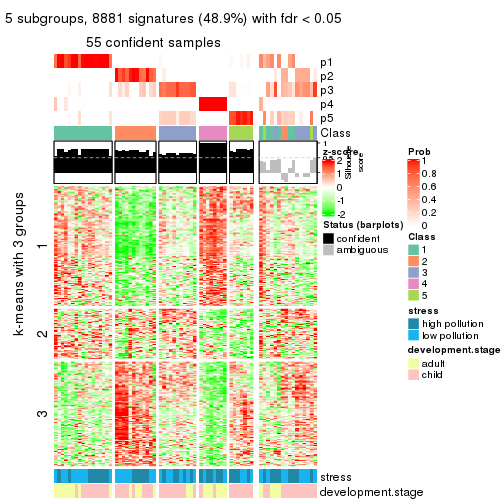 5 subgroups, 8881 signatures (48.9%) with fdr < 0.05
55 confident samples
p1
p2
p3
p4
p5
Class
1
Silhouette
score
z-score
2
1
0
-1
-2
Status (barplots)
confident
ambiguous
Prob
1
0.8
0.6
0.4
0.2
0
Class
1
2
3
4
5
stress
high pollution
low pollution
development.stage
adult
child
k-means with 3 groups
1
2
3
stress
development.stage